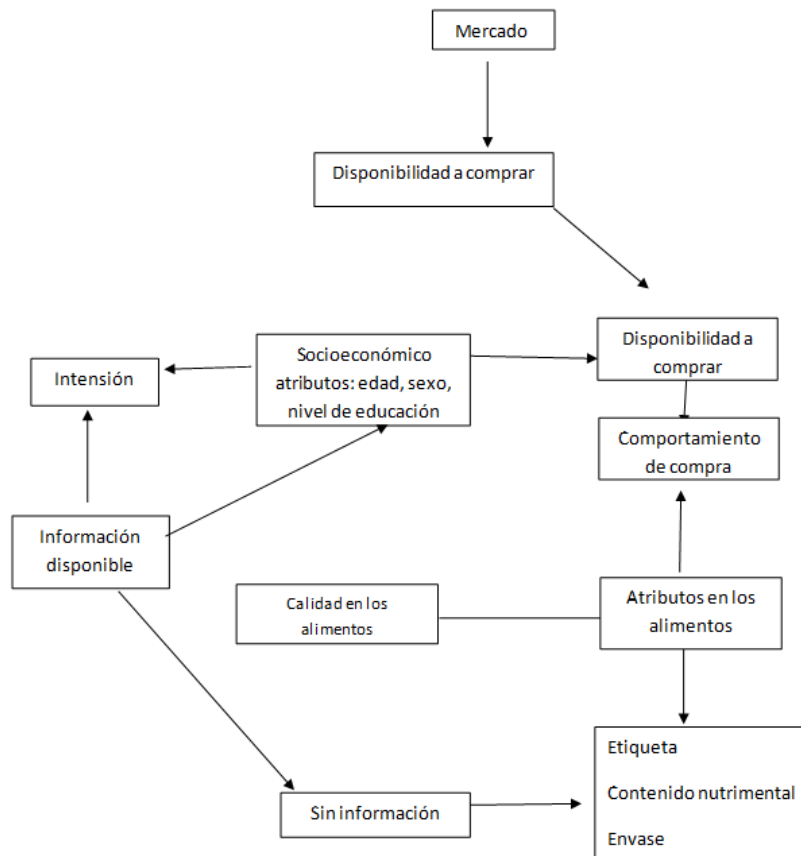 Mercado
Disponibilidad a comprar
Disponibilidad a
comprar
Socioeconómico
atributos: edad, sexo,
nivel de educación
Intensión
Comportamiento
de compra
Información
disponible
Calidad en los
alimentos
Atributos en los
alimentos
Etiqueta
Contenido nutrimental
Envase
Sin información